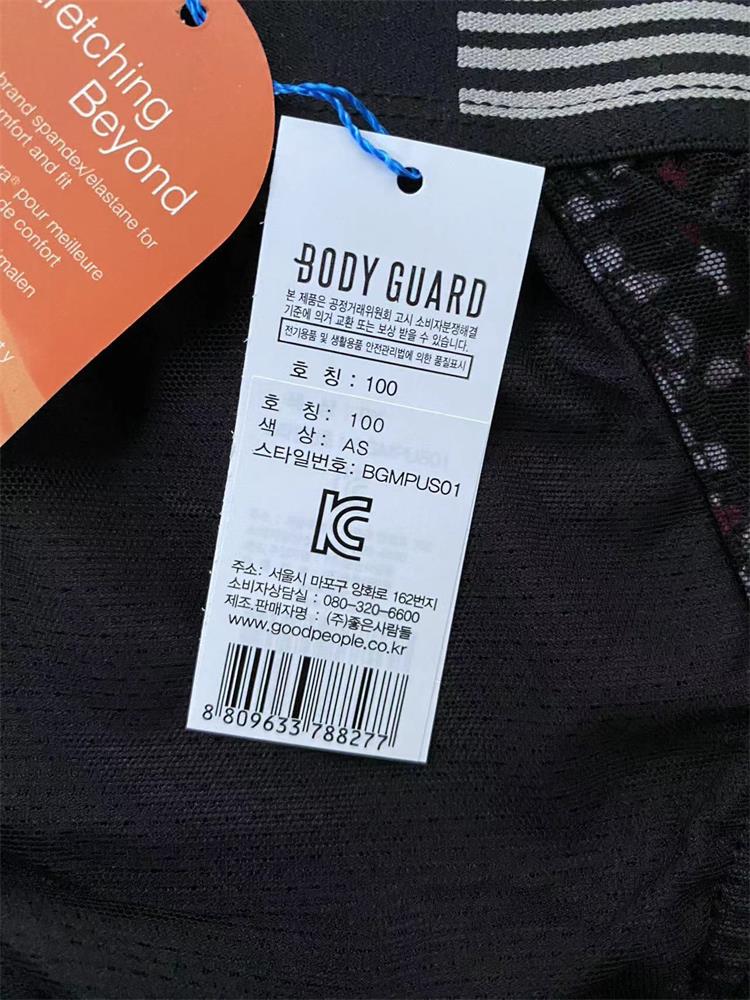 Stretching
Beyond
brand spandex/elastane for
comfort and fit
pour meilleure
de confort
BODY GUARD
본 제품은 공정거래위원회 고시 소비자분쟁해결
기준에 의거 교환 또는 보상 받을 수 있습니다.
전기용품 및 생활용품 안전관리법에 의한 품질표시
호 칭 : 100
호 칭: 100
색 상: AS
스타일번호: BGMPUS01
주소: 서울시 마포구 양화로 162번지
소비자상담실 : 080-320-6600
제조.판매자명 : (주)좋은사람들
www.goodpeople.co.kr
8 809633 788277